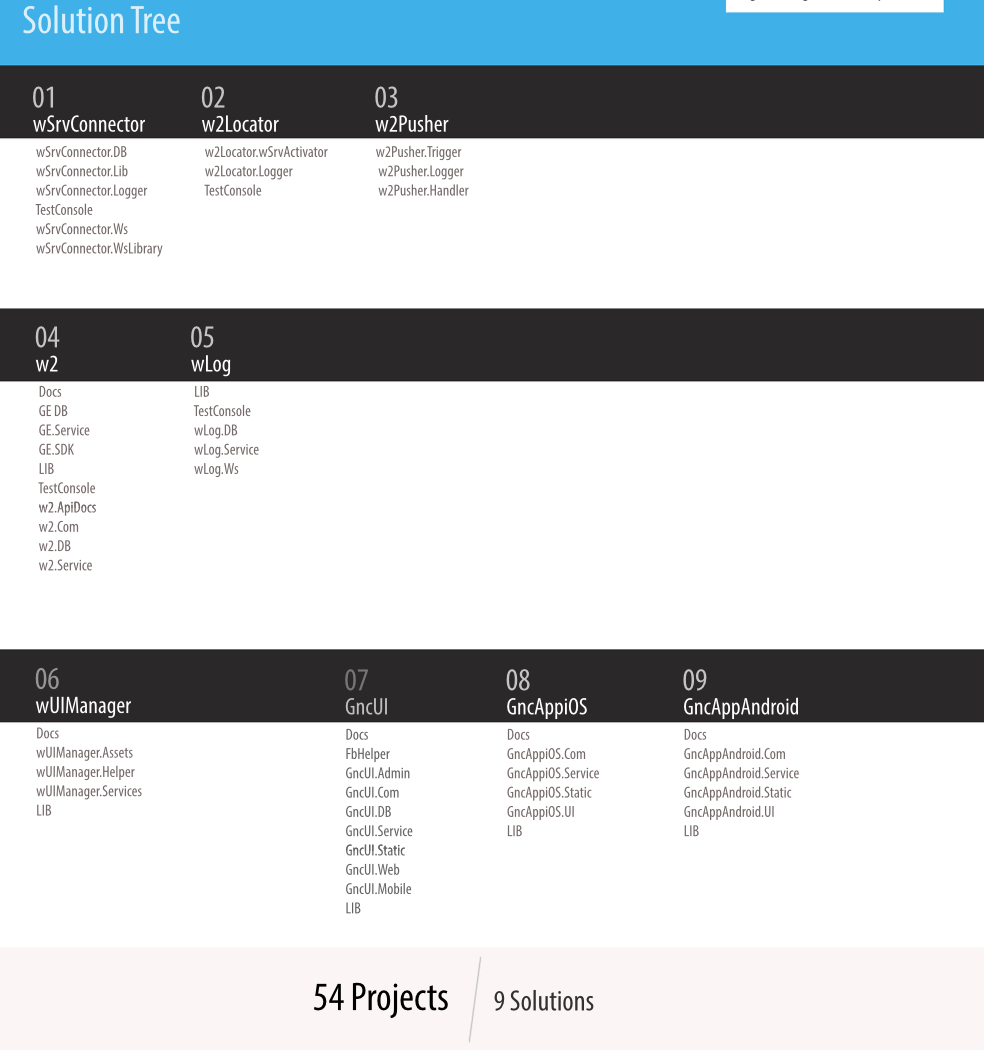 Solution Tree
01
wSrvConnector
wSrvConnector.DB
wSrvConnector.Lib
wSrvConnector.Logger
TestConsole
wSrvConnector.Ws
wSrvConnector.WsLibrary
02
w2Locator
w2Locator.wSrvActivator
w2Locator.Logger
TestConsole
03
w2Pusher
w2Pusher.Trigger
w2Pusher.Logger
w2Pusher.Handler
04
w2
Docs
GE DB
GE.Service
GE.SDK
LIB
TestConsole
w2.ApiDocs
w2.Com
w2.DB
w2.Service
05
wLog
LIB
TestConsole
wLog.DB
wLog.Service
wLog.Ws
06
wUIManager
Docs
wUIManager.Assets
wUIManager.Helper
wUIManager.Services
LIB
07
GncUI
Docs
FbHelper
GncUI.Admin
GncUI.Com
GncUI.DB
GncUI.Service
GncUI.Static
GncUI.Web
GncUI.Mobile
LIB
08
GncAppiOS
Docs
GncAppiOS.Com
GncAppiOS.Service
GncAppiOS.Static
GncAppiOS.UI
LIB
09
GncAppAndroid
Docs
GncAppAndroid.Com
GncAppAndroid.Service
GncAppAndroid.Static
GncAppAndroid.UI
LIB
54 Projects
9 Solutions